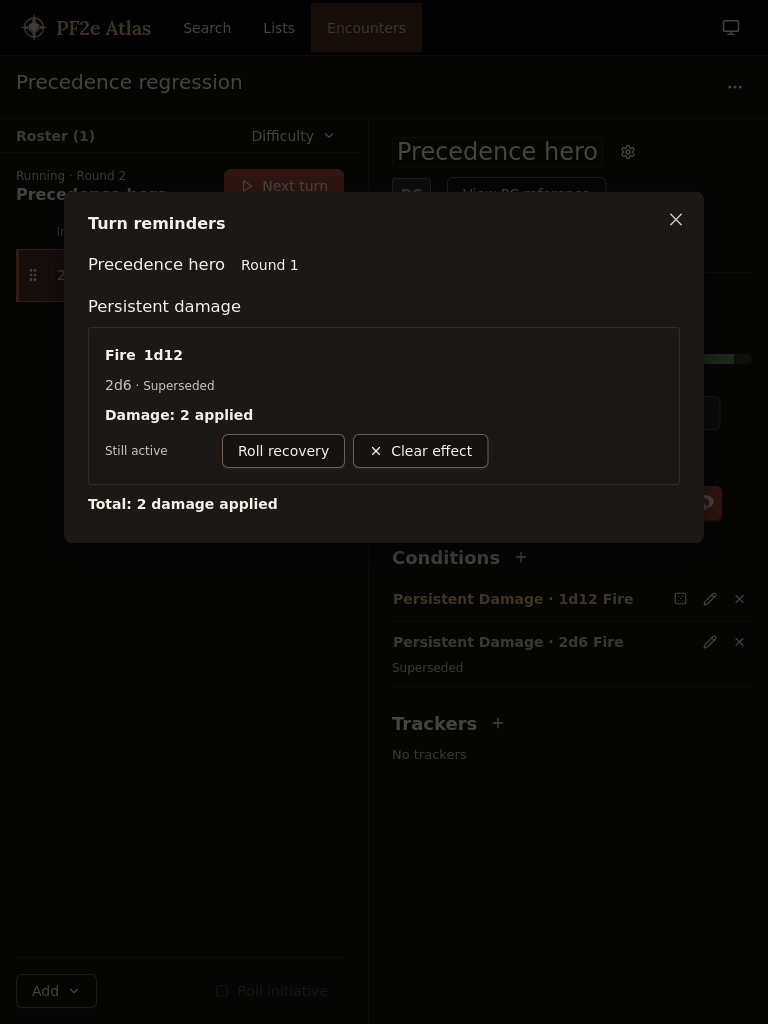 PF2e Atlas Search Lists Encounters
Precedence regression
Roster (1) Difficulty
Precedence hero
Running · Round 2
Next turn
Turn reminders
Precedence hero Round 1
Persistent damage
Fire 1d12
2d6 · Superseded
Damage: 2 applied
Still active Roll recovery Clear effect
Total: 2 damage applied
Conditions
Persistent Damage · 1d12 Fire
Persistent Damage · 2d6 Fire
Superseded
Trackers
No trackers
Add Roll initiative